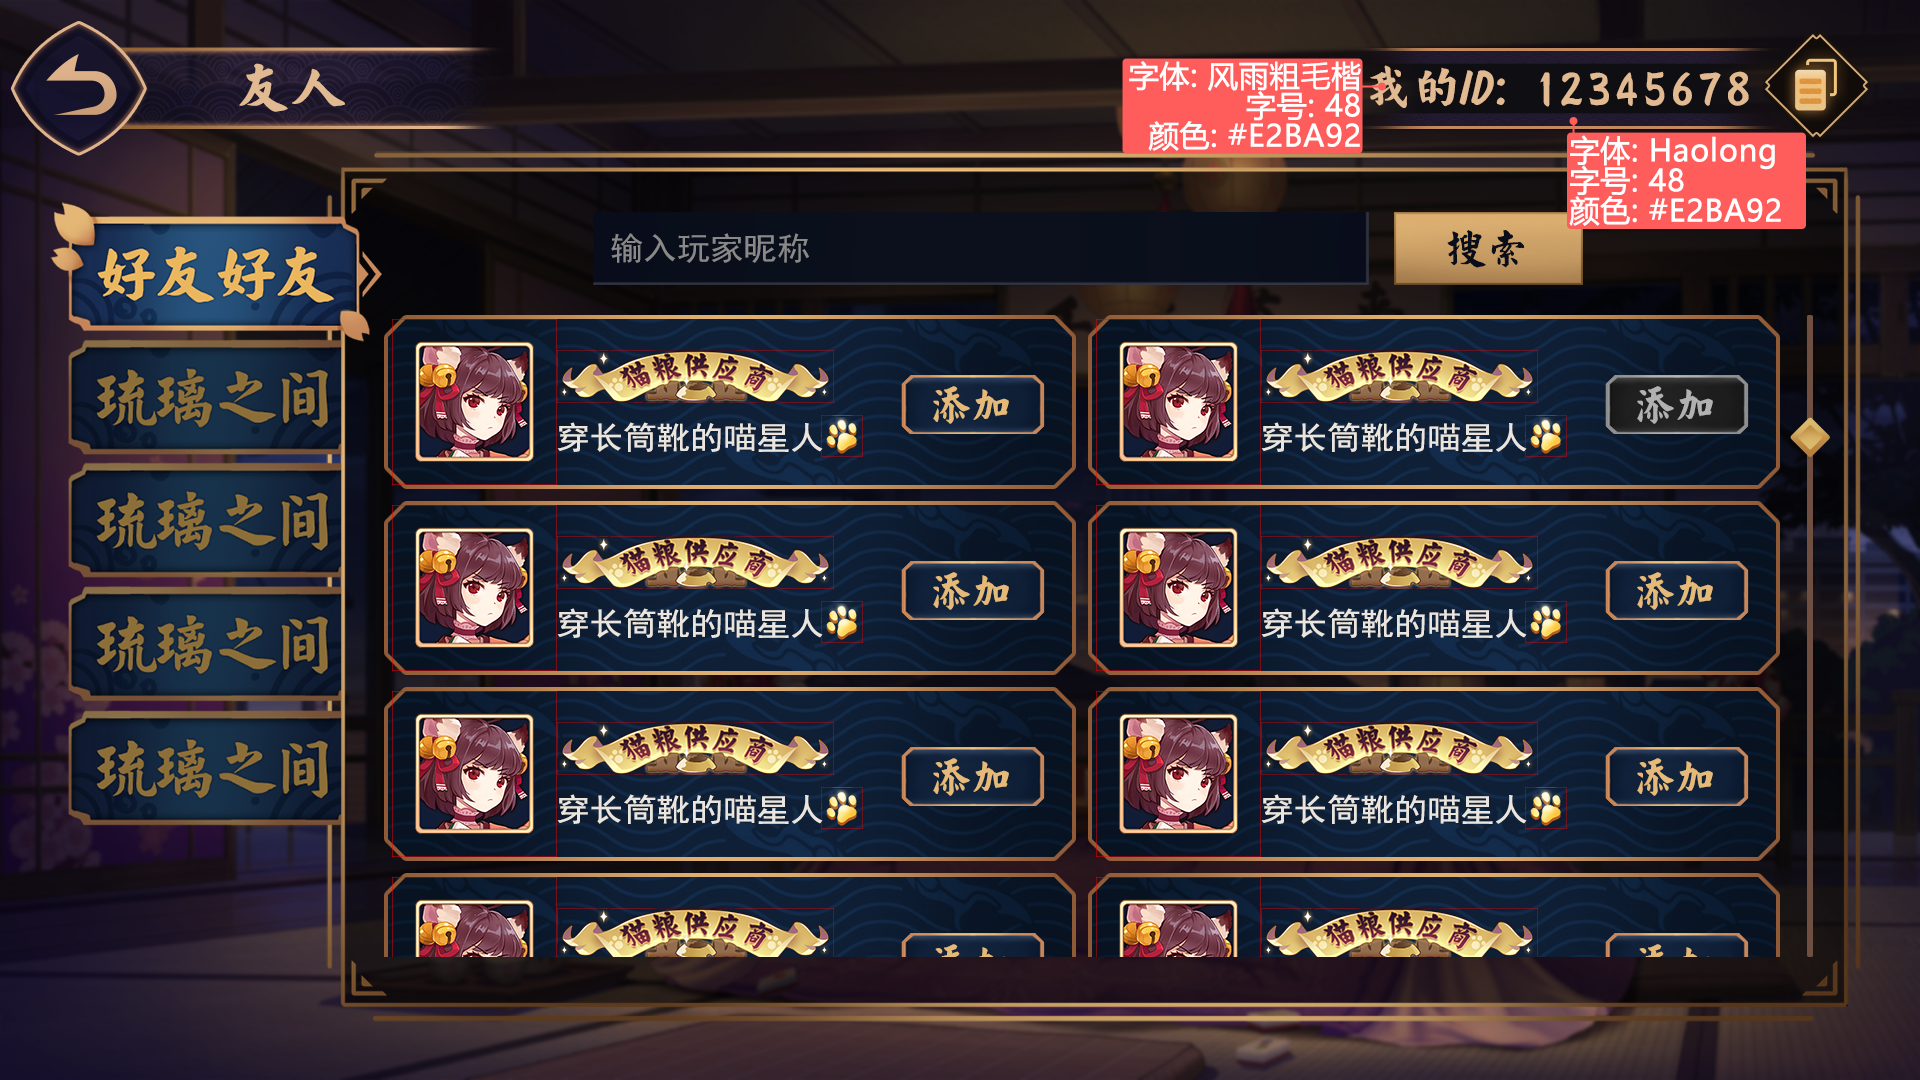 友人
字体: 风雨粗毛楷
字号: 48
颜色: #E2BA92
我的ID: 12345678
字体: Haolong
字号: 48
颜色: #E2BA92
好友好友
琉璃之间
琉璃之间
琉璃之间
琉璃之间
输入玩家昵称
搜索
猫粮供应商
穿长筒靴的喵星人
添加
猫粮供应商
穿长筒靴的喵星人
添加
猫粮供应商
穿长筒靴的喵星人
添加
猫粮供应商
穿长筒靴的喵星人
添加
猫粮供应商
穿长筒靴的喵星人
添加
猫粮供应商
穿长筒靴的喵星人
添加
猫粮供应商
猫粮供应商